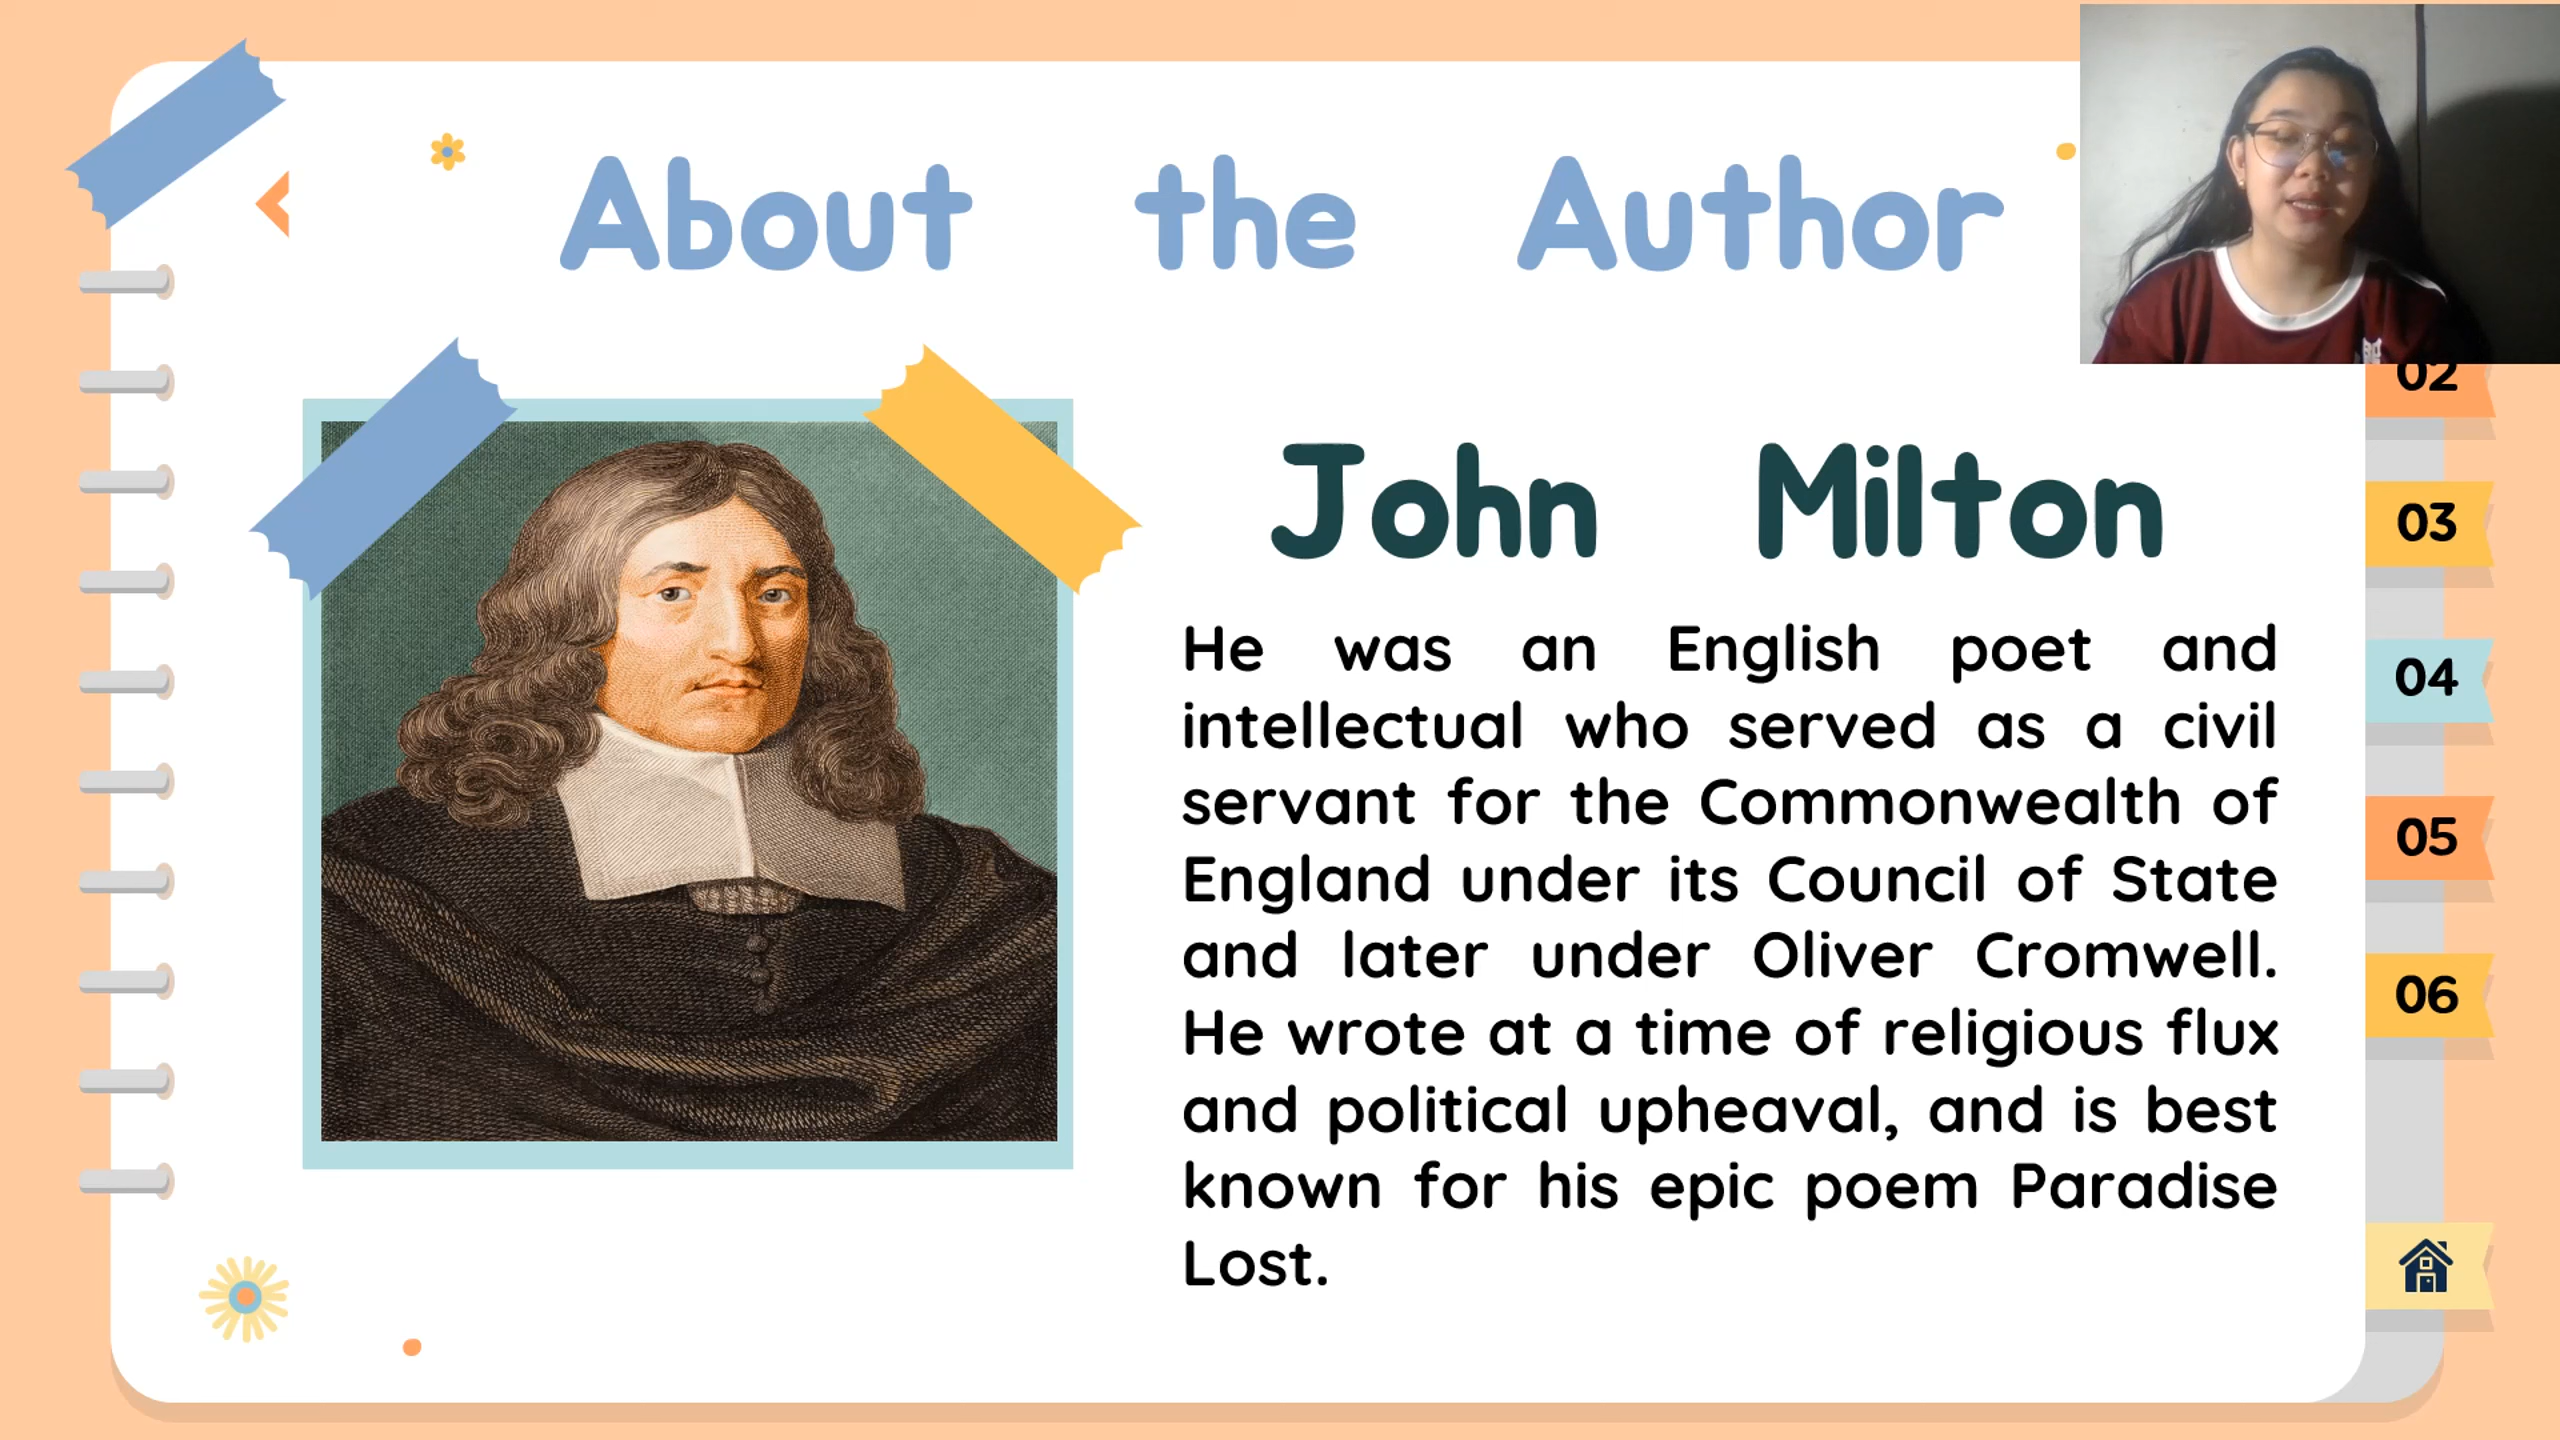 About the Author
John Milton
He was an English poet and
intellectual who served as a civil
servant for the Commonwealth of
England under its Council of State
and later under Oliver Cromwell.
He wrote at a time of religious flux
and political upheaval, and is best
known for his epic poem Paradise
Lost.
02
03
04
05
06